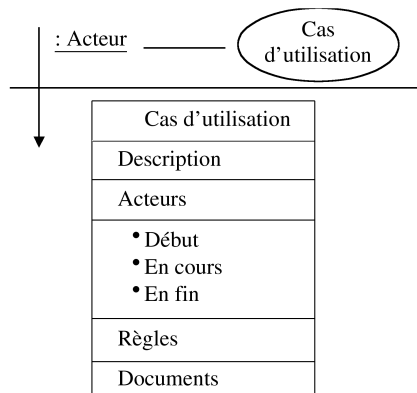 : Acteur
Cas
d’utilisation
Cas d’utilisation
Description
Acteurs
• Début
• En cours
• En fin
Règles
Documents